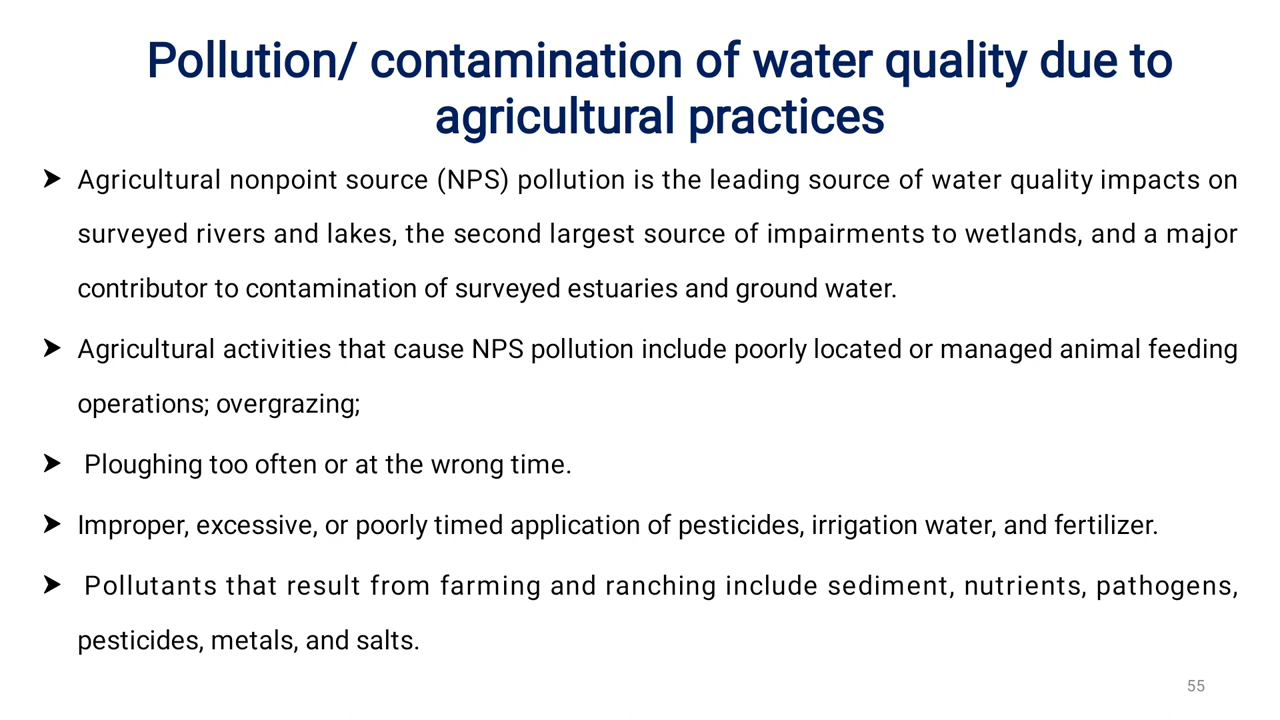 Pollution/ contamination of water quality due to
agricultural practices
➤ Agricultural nonpoint source (NPS) pollution is the leading source of water quality impacts on
surveyed rivers and lakes, the second largest source of impairments to wetlands, and a major
contributor to contamination of surveyed estuaries and ground water.
➤ Agricultural activities that cause NPS pollution include poorly located or managed animal feeding
operations; overgrazing;
➤ Ploughing too often or at the wrong time.
➤ Improper, excessive, or poorly timed application of pesticides, irrigation water, and fertilizer.
➤ Pollutants that result from farming and ranching include sediment, nutrients, pathogens,
pesticides, metals, and salts.
55